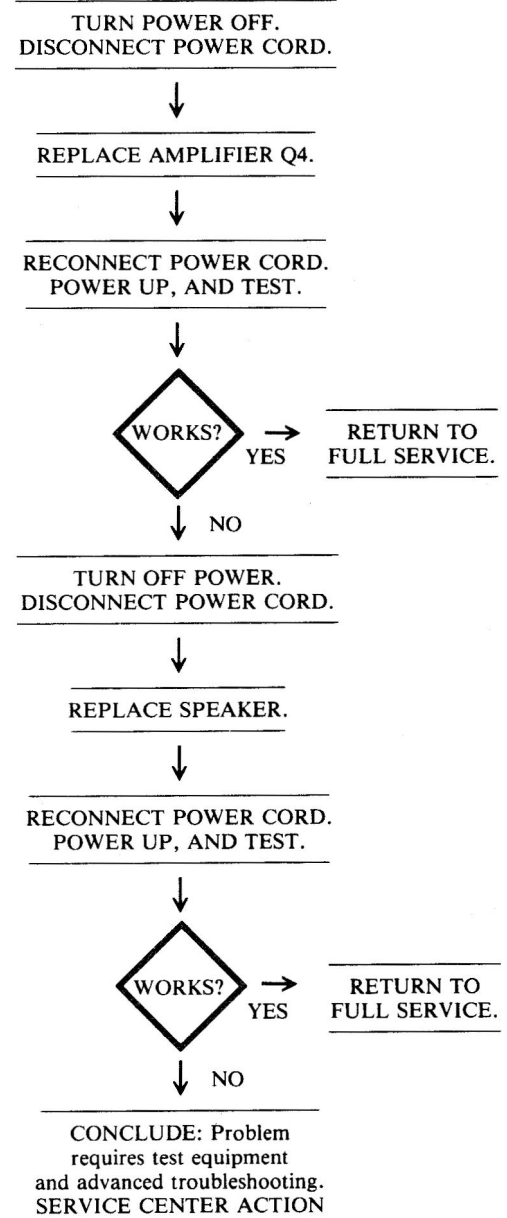 TURN POWER OFF.
DISCONNECT POWER CORD.
REPLACE AMPLIFIER Q4.
RECONNECT POWER CORD.
POWER UP, AND TEST.
WORKS?
YES
RETURN TO
FULL SERVICE.
NO
TURN OFF POWER.
DISCONNECT POWER CORD.
REPLACE SPEAKER.
RECONNECT POWER CORD.
POWER UP, AND TEST.
WORKS?
YES
RETURN TO
FULL SERVICE.
NO
CONCLUDE: Problem
requires test equipment
and advanced troubleshooting.
SERVICE CENTER ACTION